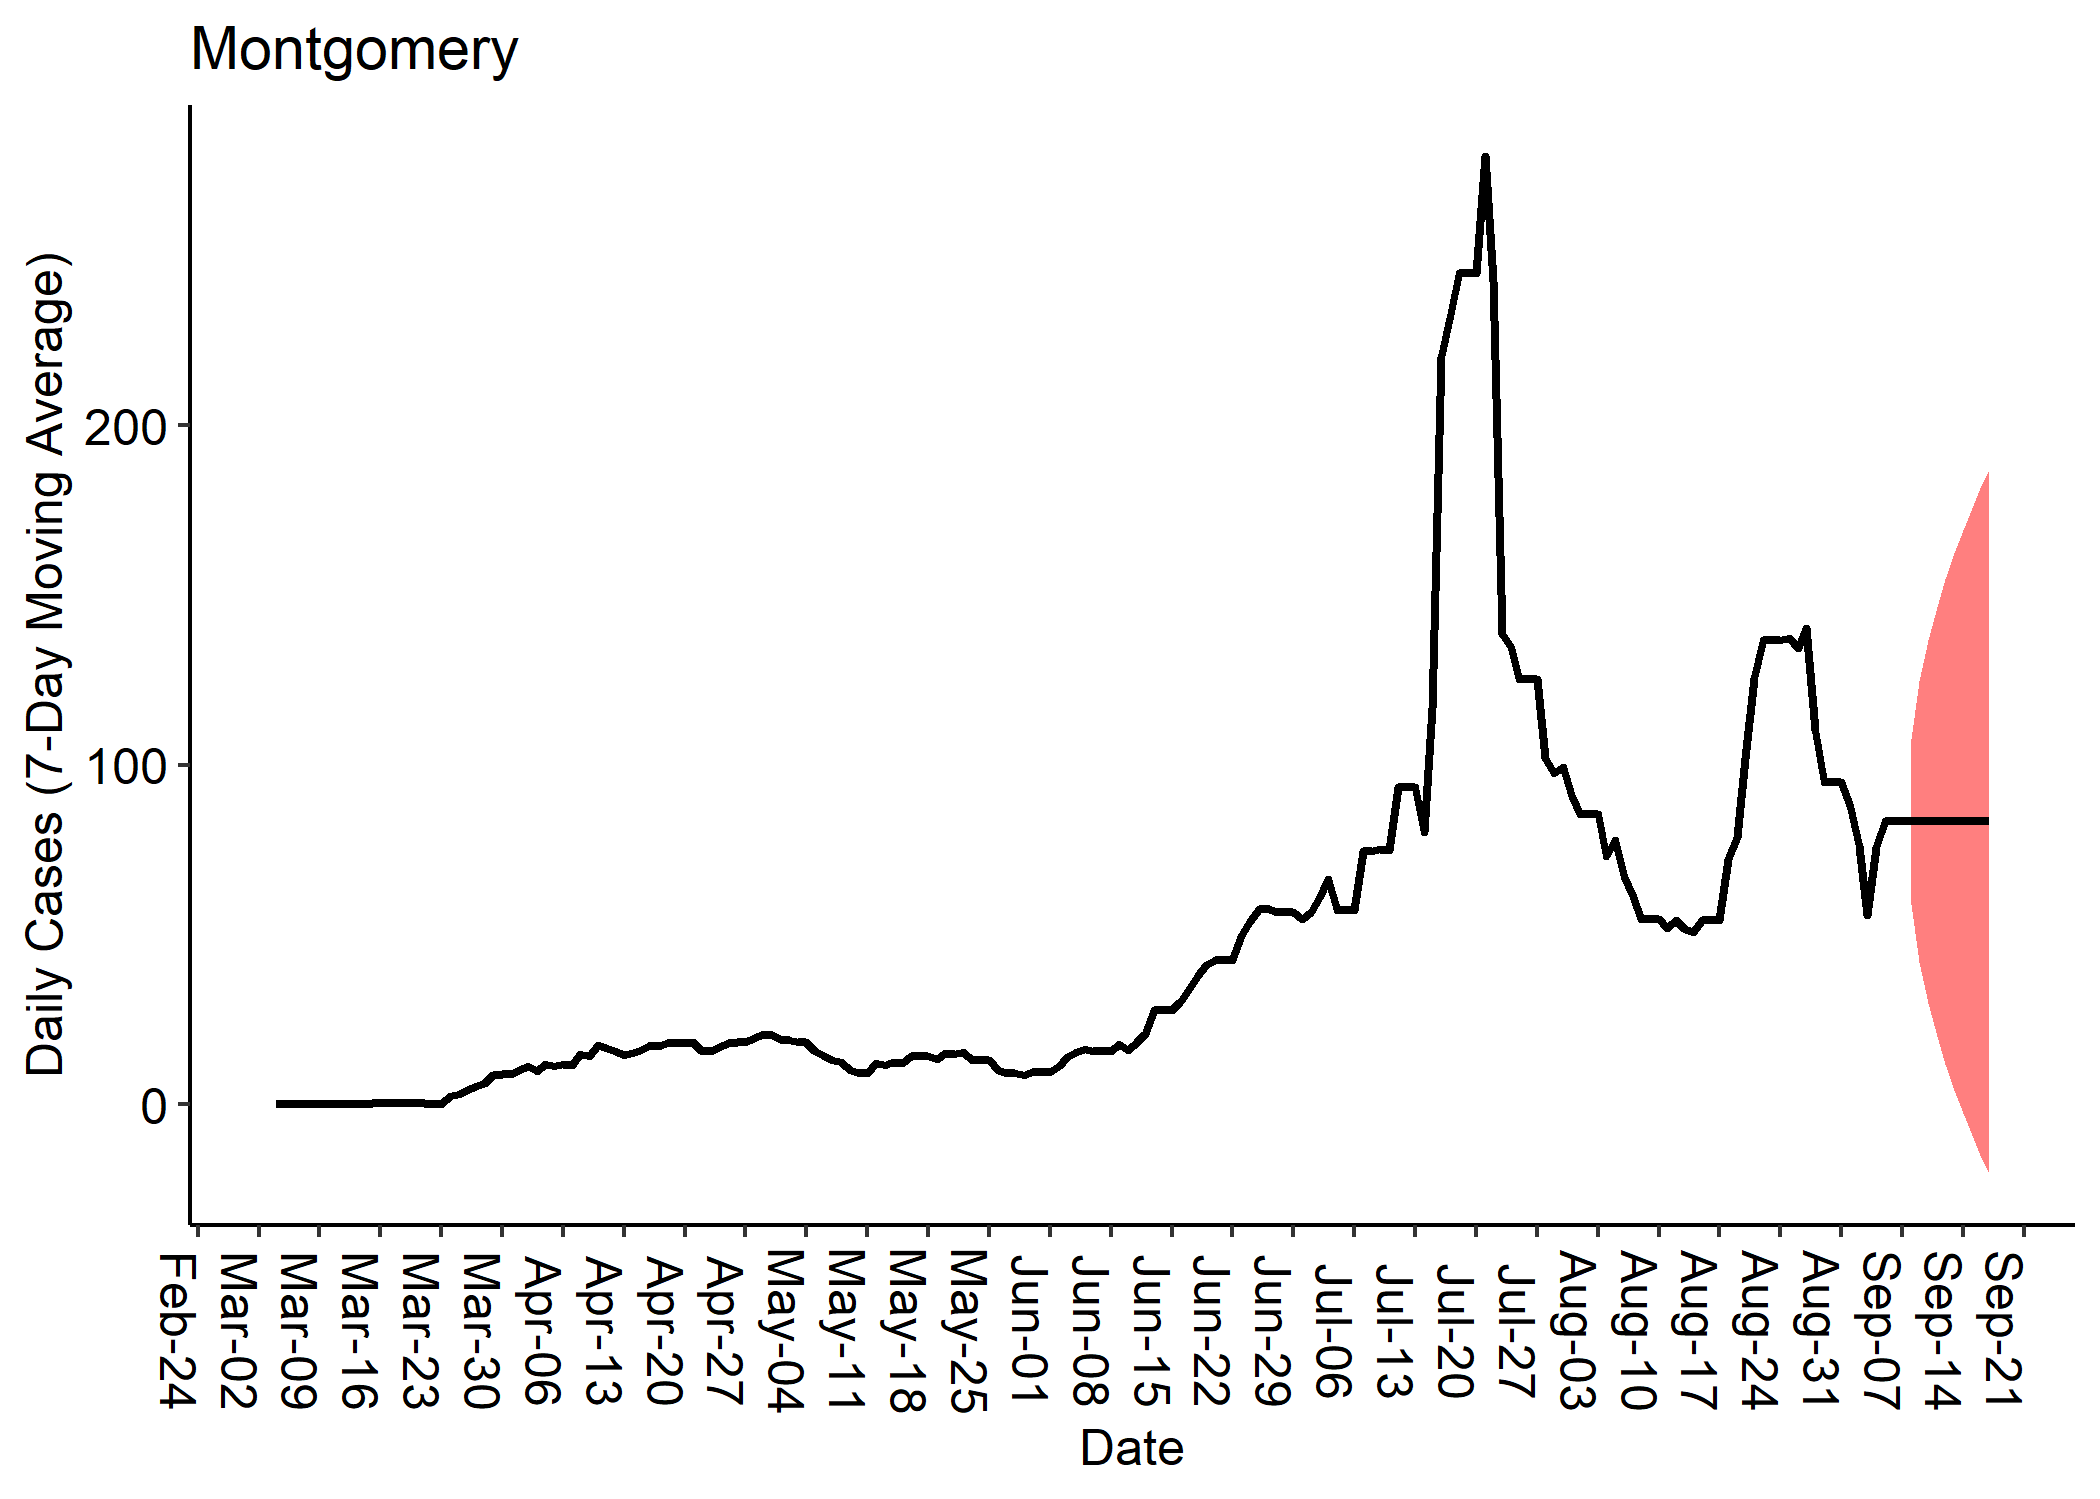 Montgomery
Daily Cases (7-Day Moving Average)
200
100
0
Feb-24
Mar-02
Mar-09
Mar-16
Mar-23
Mar-30
Apr-06
Apr-13
Apr-20
Apr-27
May-04
May-11
May-18
May-25
Jun-01
Jun-08
Jun-15
Jun-22
Jun-29
Jul-06
Jul-13
Jul-20
Jul-27
Aug-03
Aug-10
Aug-17
Aug-24
Aug-31
Sep-07
Sep-14
Sep-21
Date